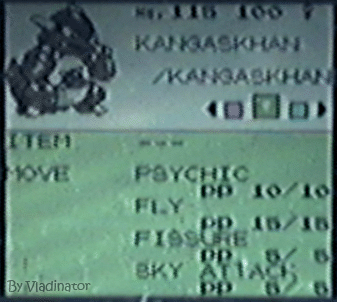 No. 115 100 ?
KANGASKHAN
/KANGASKHAN
ITEM ---
MOVE PSYCHIC
PP 10/10
FLY
PP 15/15
FISSURE
PP 5/ 5
SKY ATTACK
PP 5/ 5
By Vladinator